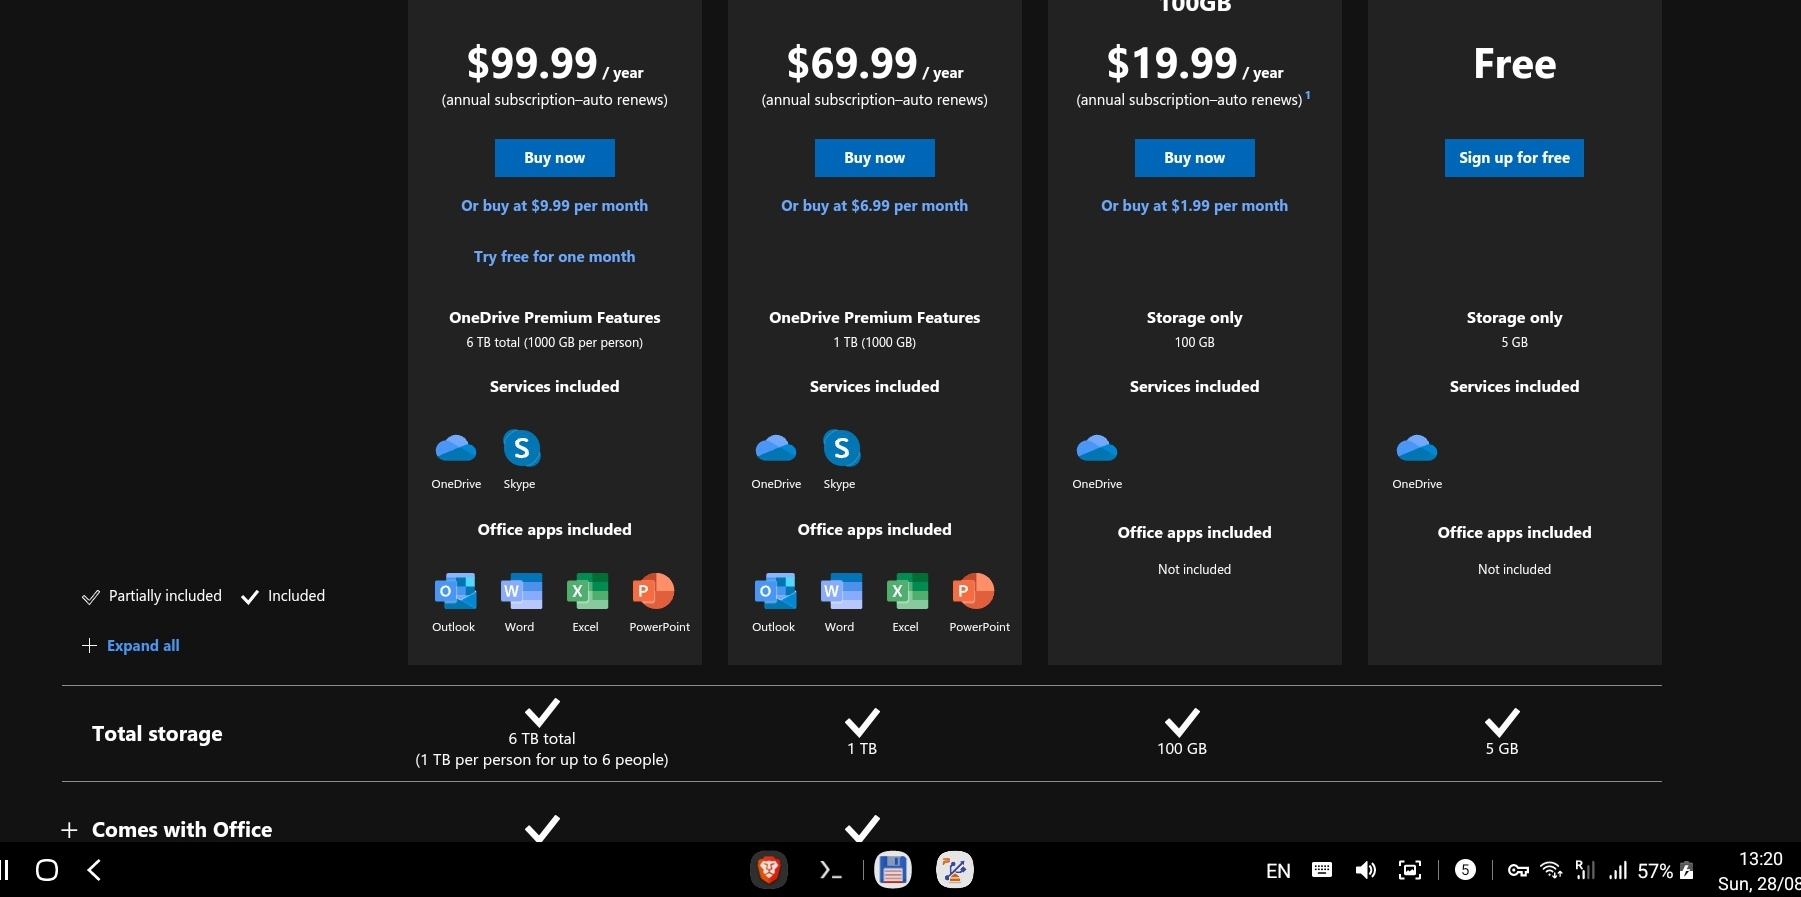 100GB
$99.99 / year
(annual subscription–auto renews)
Buy now
Or buy at $9.99 per month
Try free for one month
OneDrive Premium Features
6 TB total (1000 GB per person)
Services included
OneDrive Skype
Office apps included
Outlook Word Excel PowerPoint
$69.99 / year
(annual subscription–auto renews)
Buy now
Or buy at $6.99 per month
OneDrive Premium Features
1 TB (1000 GB)
Services included
OneDrive Skype
Office apps included
Outlook Word Excel PowerPoint
$19.99 / year
(annual subscription–auto renews) 1
Buy now
Or buy at $1.99 per month
Storage only
100 GB
Services included
OneDrive
Office apps included
Not included
Free
Sign up for free
Storage only
5 GB
Services included
OneDrive
Office apps included
Not included
Partially included Included
Expand all
Total storage
6 TB total
(1 TB per person for up to 6 people)
1 TB
100 GB
5 GB
Comes with Office
EN 5 R 57% 13:20
Sun, 28/08